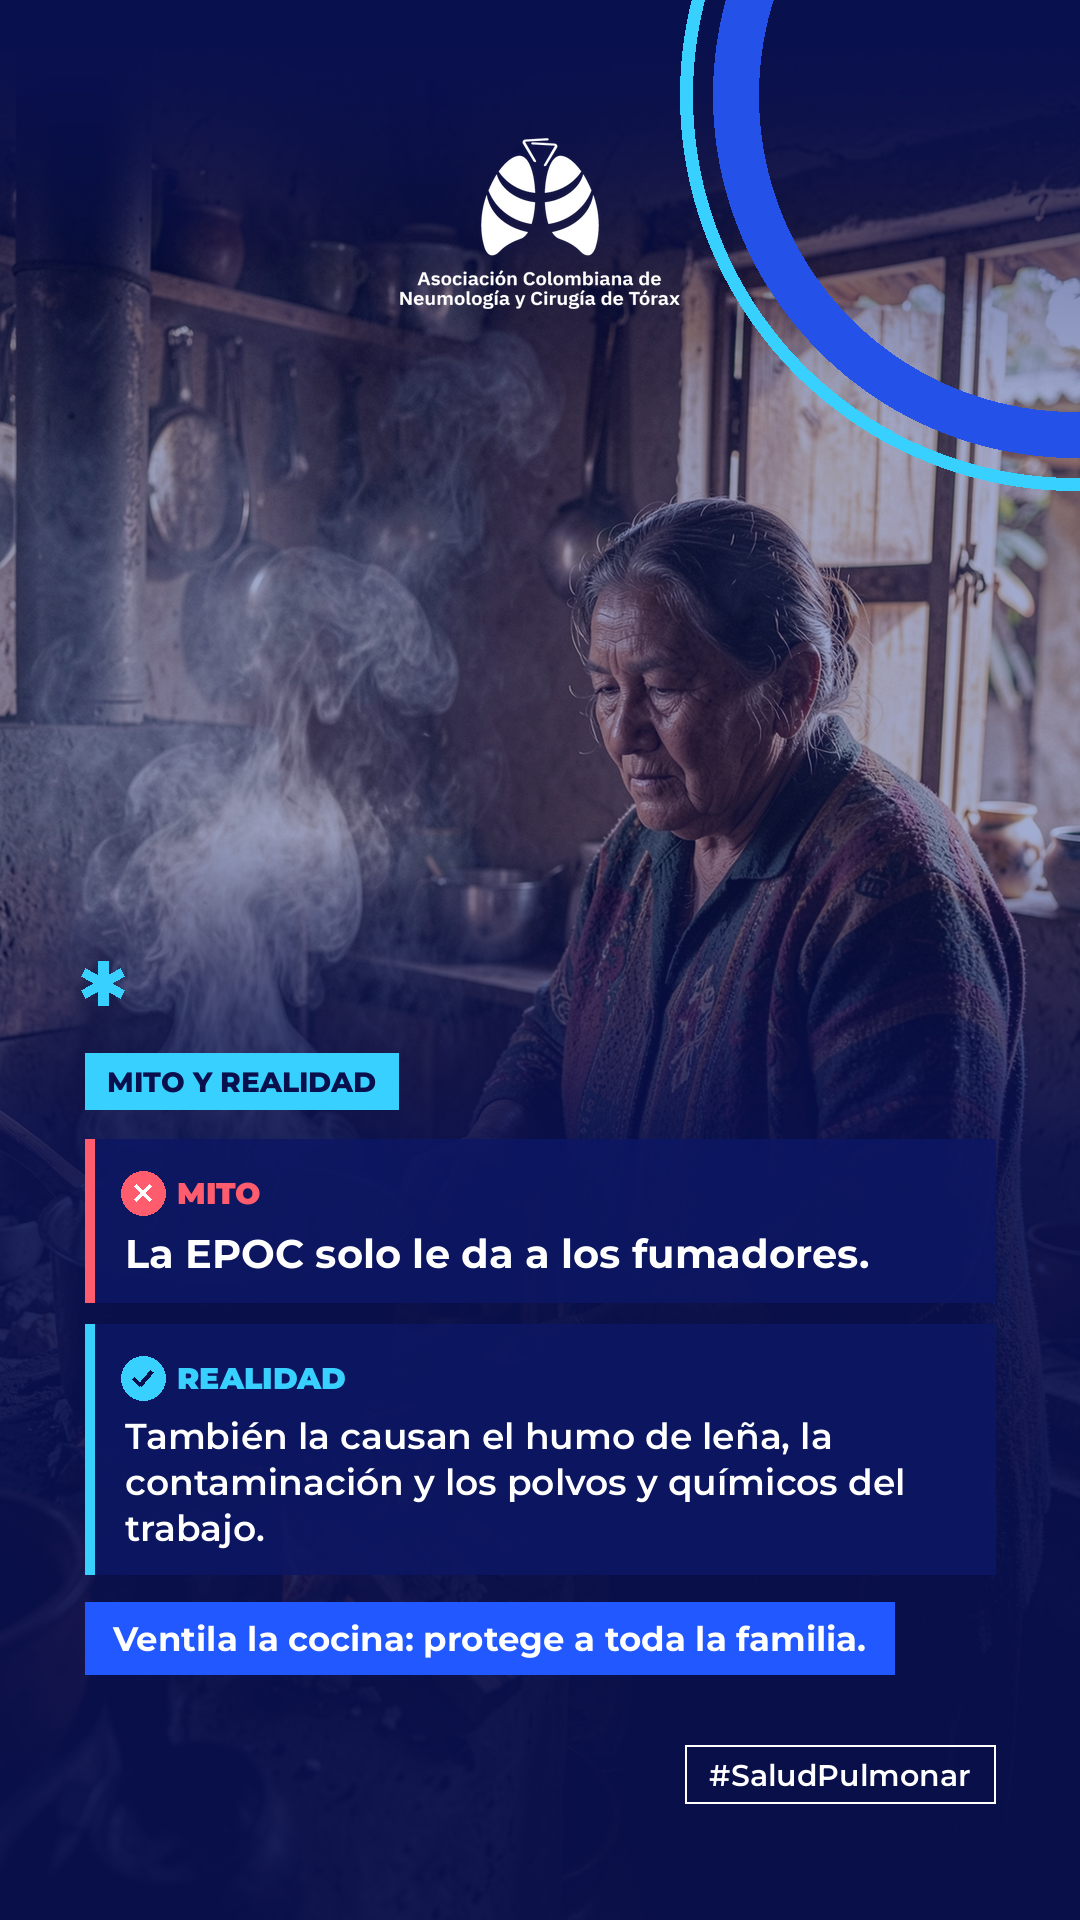 Asociación Colombiana de
Neumología y Cirugía de Tórax
MITO Y REALIDAD
MITO
La EPOC solo le da a los fumadores.
REALIDAD
También la causan el humo de leña, la
contaminación y los polvos y químicos del
trabajo.
Ventila la cocina: protege a toda la familia.
#SaludPulmonar